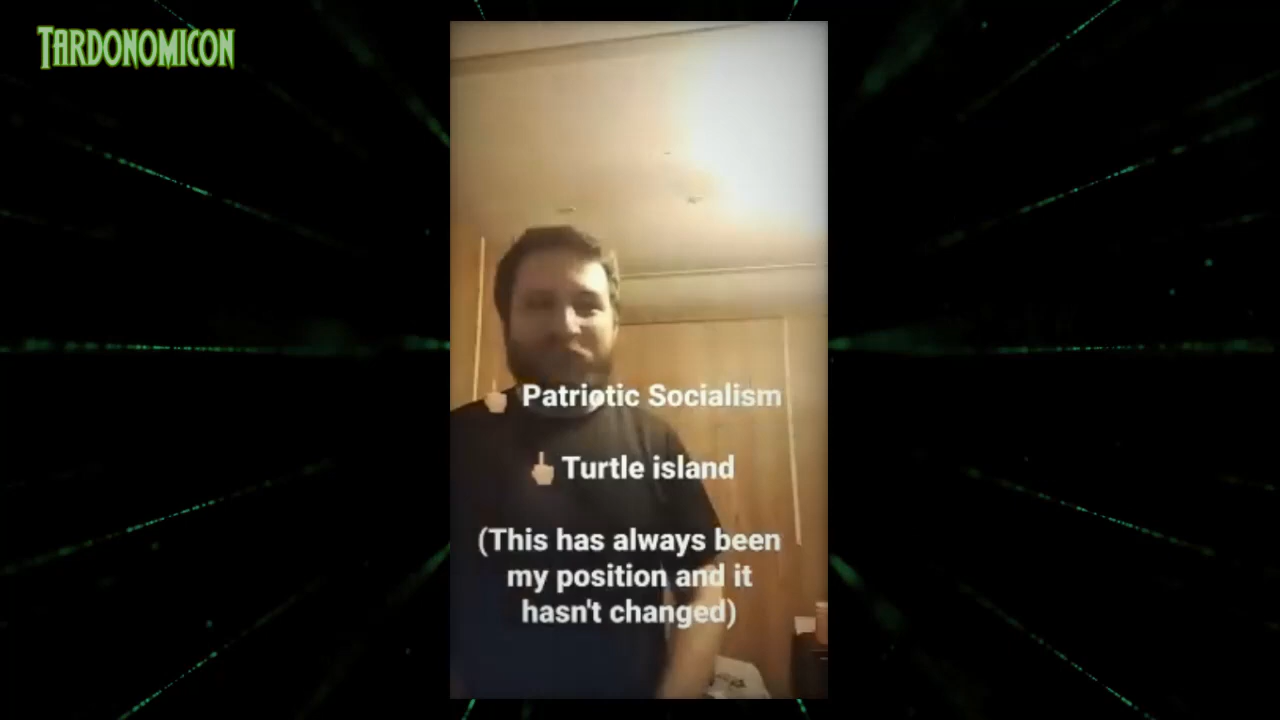 TARDONOMICON
🖕🏻 Patriotic Socialism
🖕🏻 Turtle island
(This has always been
my position and it
hasn't changed)